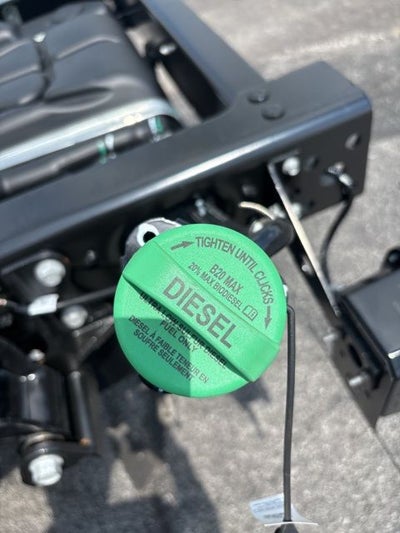 TIGHTEN UNTIL CLICKS
B20 MAX
20% MAX BIODIESEL
DIESEL
FUEL ONLY
DIESEL À FAIBLE TENEUR EN
SOUFRE SEULEMENT